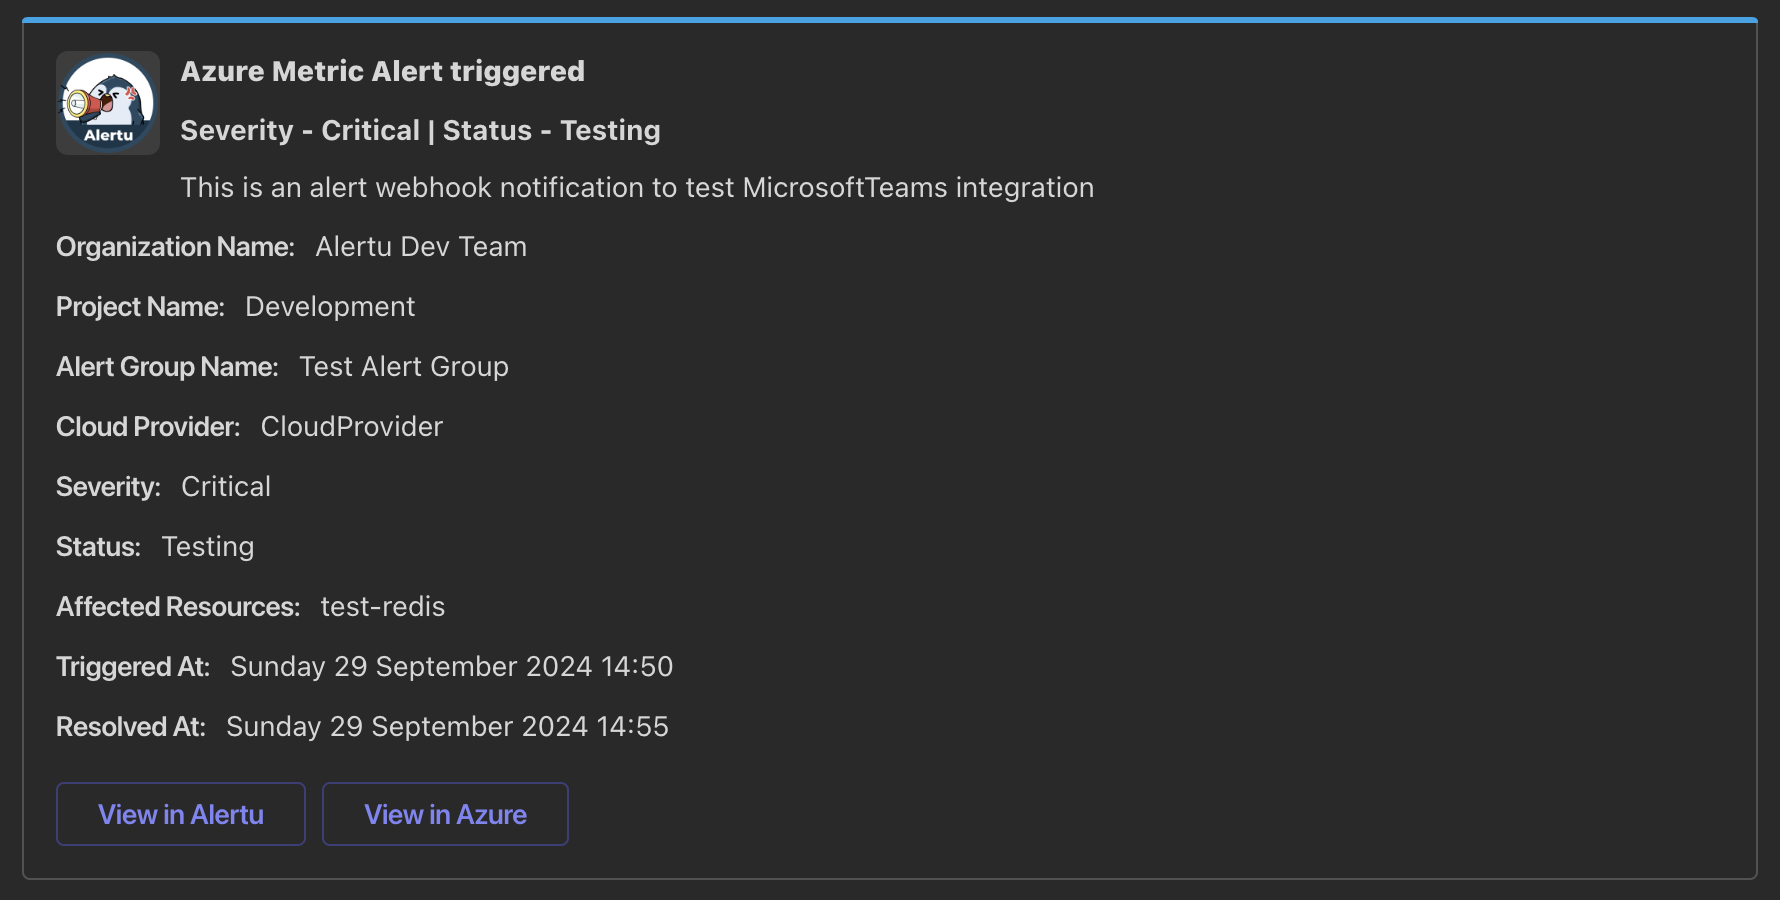 Alertu
Azure Metric Alert triggered
Severity - Critical | Status - Testing
This is an alert webhook notification to test MicrosoftTeams integration
Organization Name: Alertu Dev Team
Project Name: Development
Alert Group Name: Test Alert Group
Cloud Provider: CloudProvider
Severity: Critical
Status: Testing
Affected Resources: test-redis
Triggered At: Sunday 29 September 2024 14:50
Resolved At: Sunday 29 September 2024 14:55
View in Alertu View in Azure